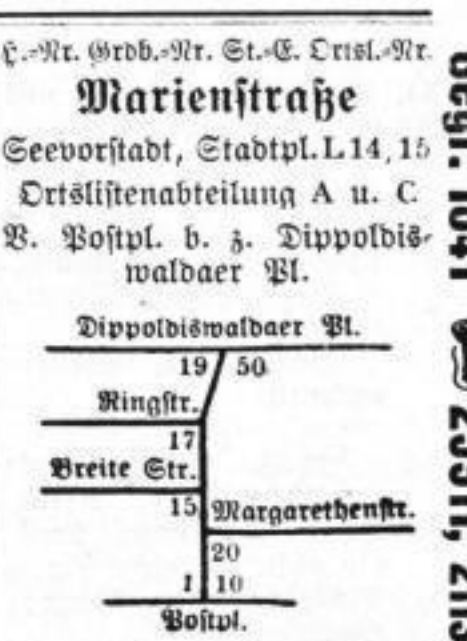 H.-Nr. Grdb.-Nr. St.-E. Ortsl.-Nr.
Marienſtraße
Seevorſtadt, Stadtpl. L 14, 15
Ortsliſtenabteilung A u. C
V. Poſtpl. b. z. Dippoldis-
waldaer Pl.
Dippoldiswaldaer Pl.
19 50
Ringſtr.
17
Breite Str.
15 Margarethenſtr.
20
1 10
Poſtpl.